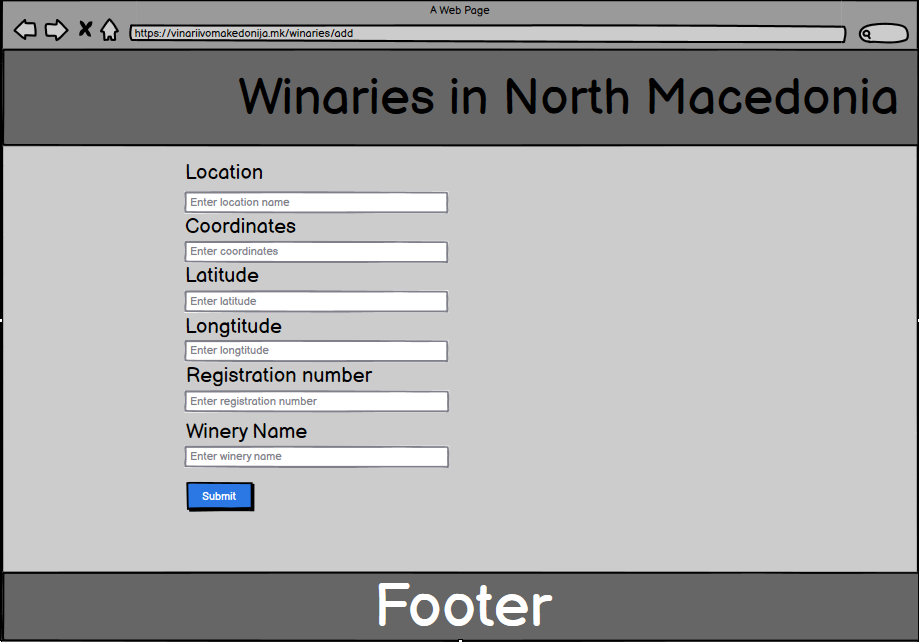 A Web Page
https://vinariivomakedonija.mk/winaries/add
Winaries in North Macedonia
Location
Enter location name
Coordinates
Enter coordinates
Latitude
Enter latitude
Longtitude
Enter longtitude
Registration number
Enter registration number
Winery Name
Enter winery name
Submit
Footer